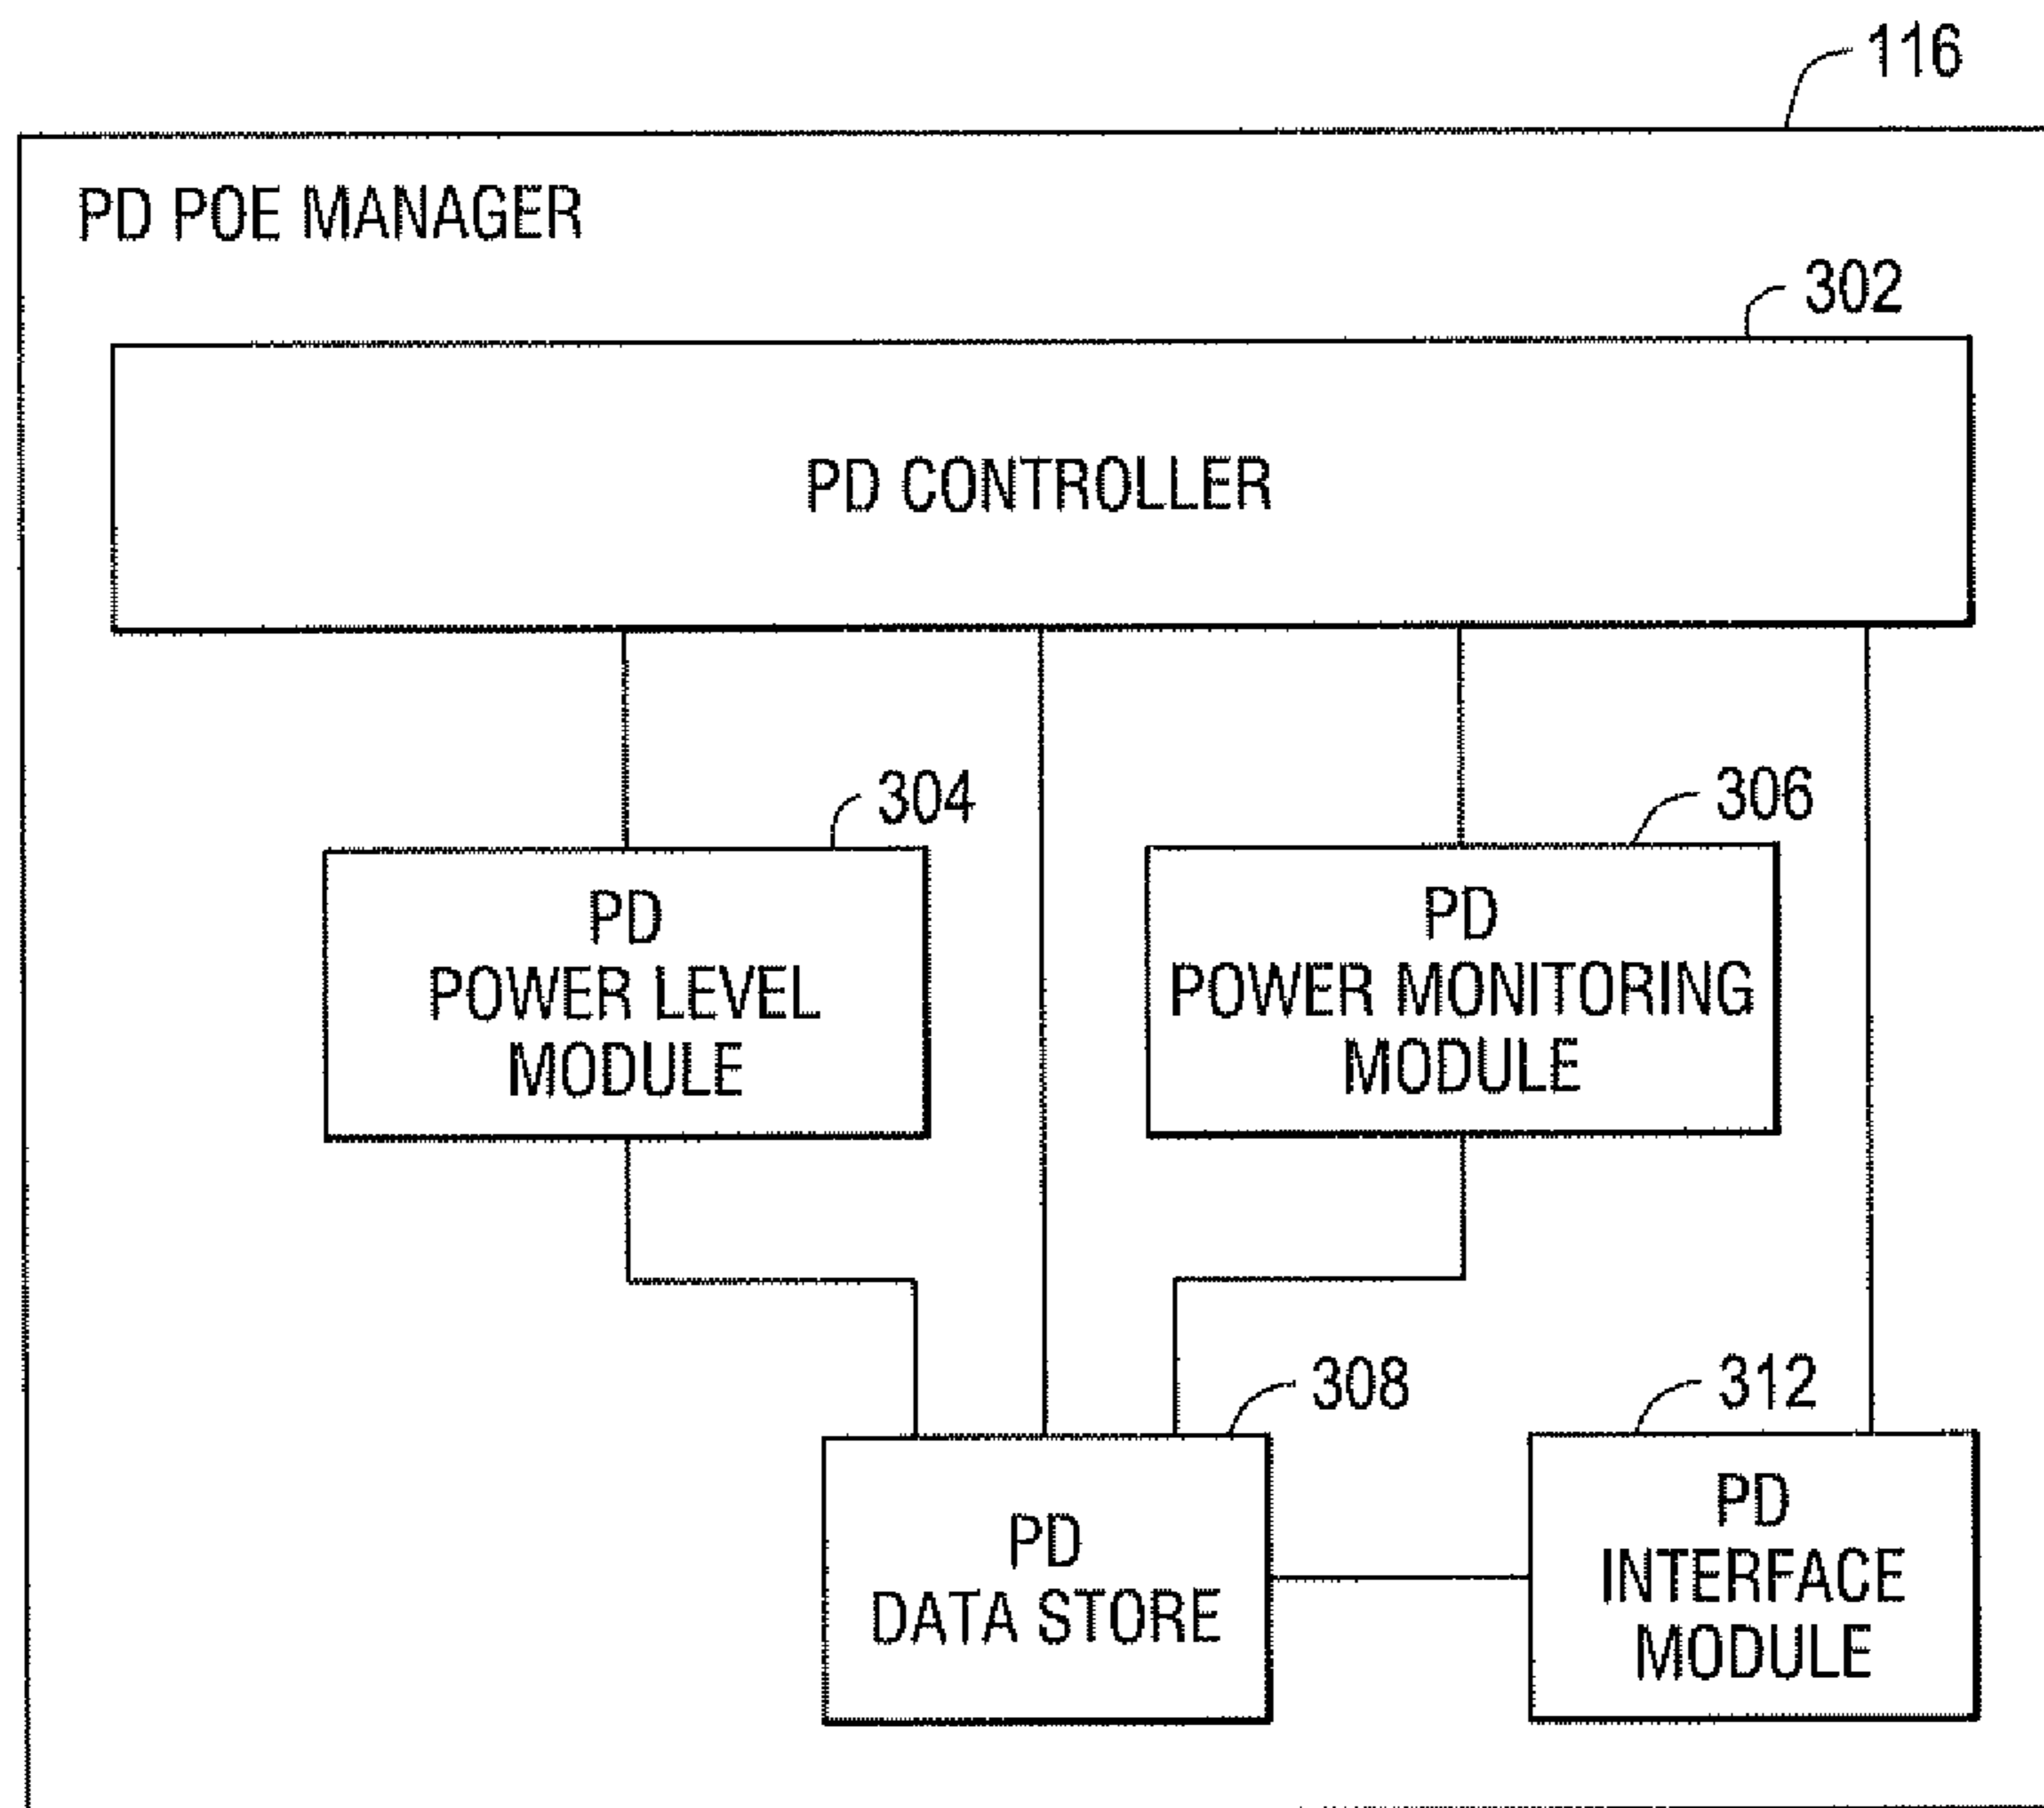 116
PD POE MANAGER
302
PD CONTROLLER
304
306
PD
POWER LEVEL
MODULE
PD
POWER MONITORING
MODULE
308
312
PD
DATA STORE
PD
INTERFACE
MODULE